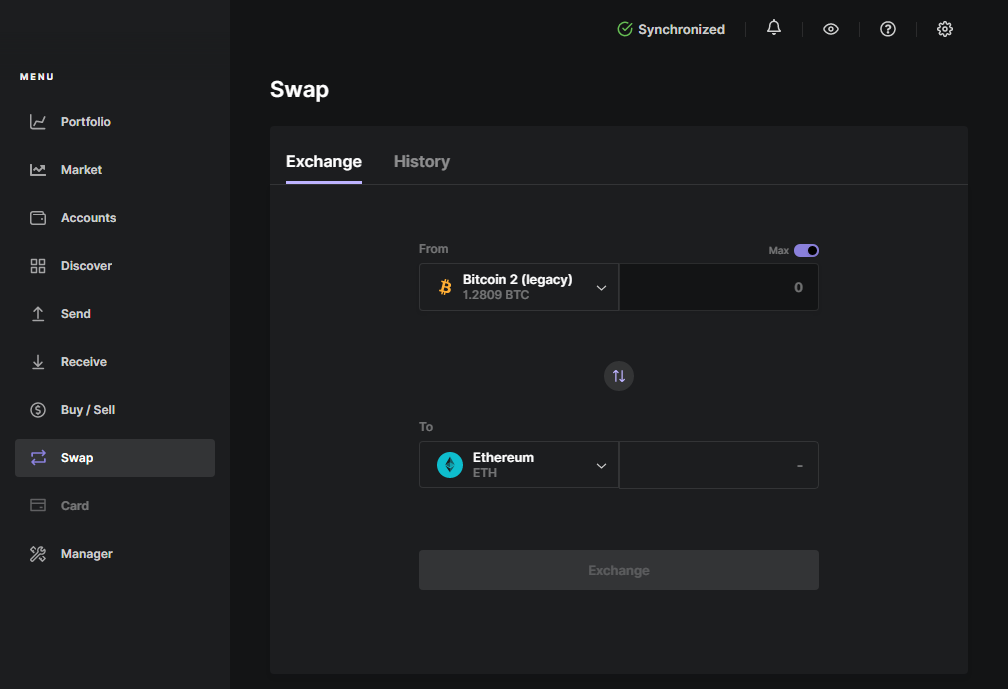 Synchronized
MENU
Portfolio
Market
Accounts
Discover
Send
Receive
Buy / Sell
Swap
Card
Manager
Swap
Exchange History
From Max
Bitcoin 2 (legacy)
1.2809 BTC
0
To
Ethereum
ETH
-
Exchange